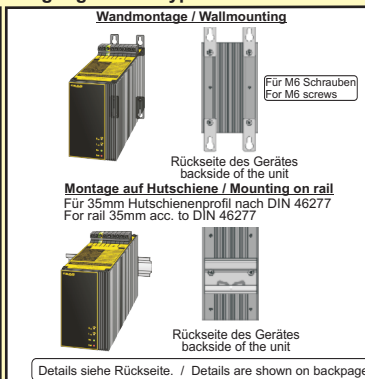 Wandmontage / Wallmounting
Für M6 Schrauben
For M6 screws
Rückseite des Gerätes
backside of the unit
Montage auf Hutschiene / Mounting on rail
Für 35mm Hutschienenprofil nach DIN 46277
For rail 35mm acc. to DIN 46277
Rückseite des Gerätes
backside of the unit
Details siehe Rückseite. / Details are shown on backpage